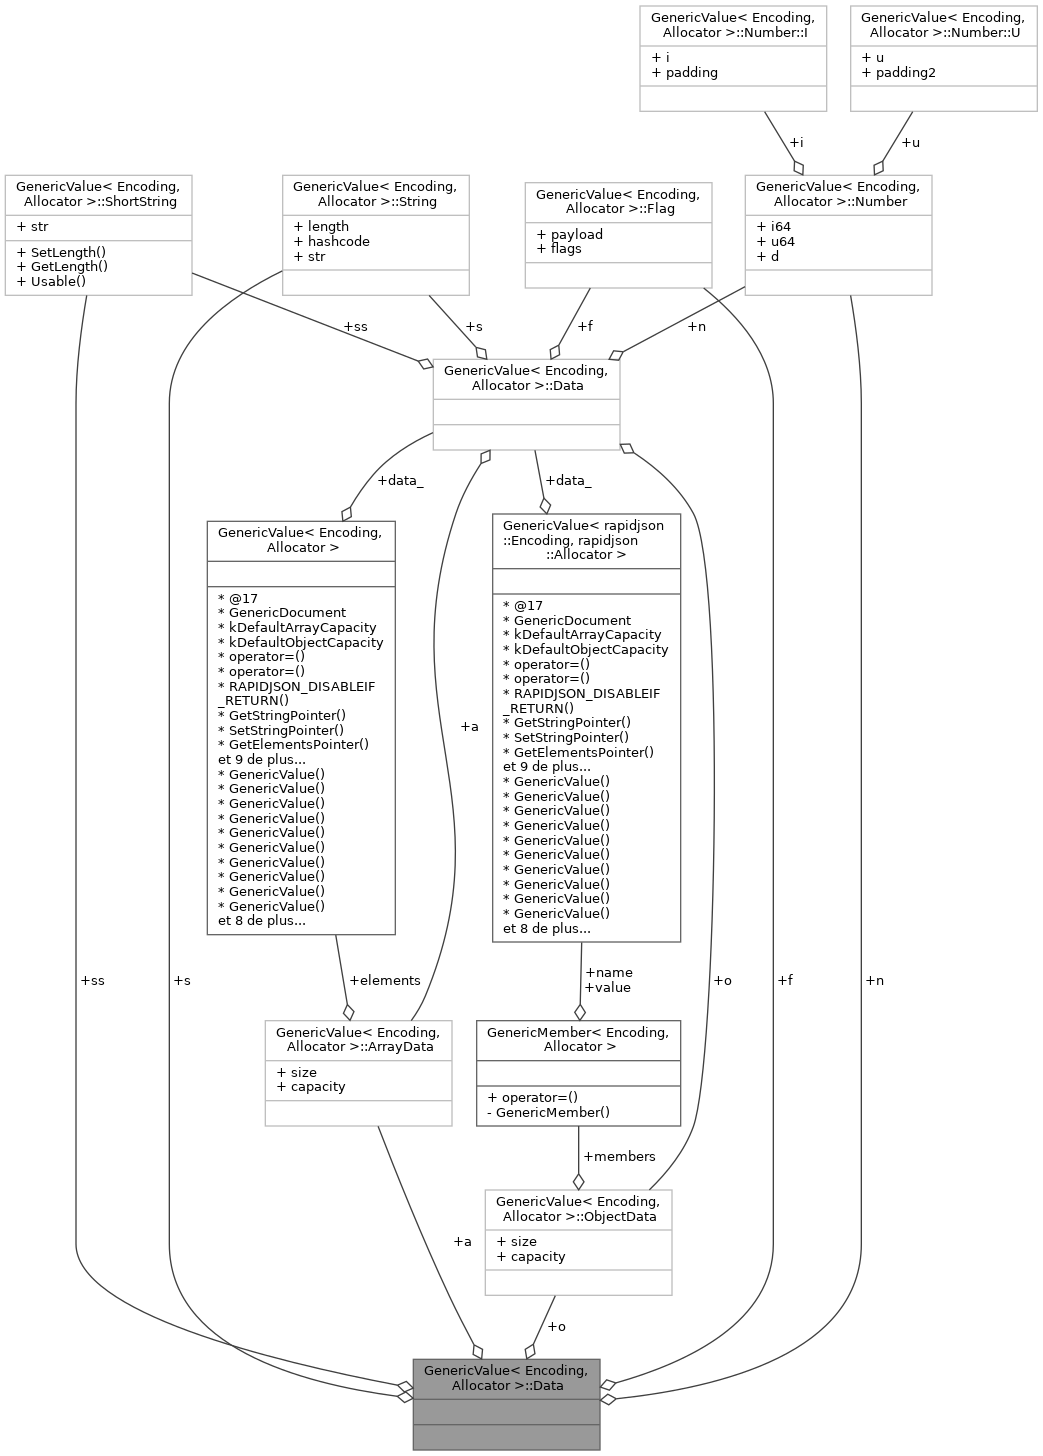 GenericValue< Encoding,
Allocator >::Number::I
+ i
+ padding
GenericValue< Encoding,
Allocator >::Number::U
+ u
+ padding2
+i
+u
GenericValue< Encoding,
Allocator >::ShortString
+ str
+ SetLength()
+ GetLength()
+ Usable()
GenericValue< Encoding,
Allocator >::String
+ length
+ hashcode
+ str
GenericValue< Encoding,
Allocator >::Flag
+ payload
+ flags
GenericValue< Encoding,
Allocator >::Number
+ i64
+ u64
+ d
+ss
+s
+f
+n
GenericValue< Encoding,
Allocator >::Data
+data_
+data_
GenericValue< Encoding,
Allocator >
* @17
* GenericDocument
* kDefaultArrayCapacity
* kDefaultObjectCapacity
* operator=()
* operator=()
* RAPIDJSON_DISABLEIF
_RETURN()
* GetStringPointer()
* SetStringPointer()
* GetElementsPointer()
et 9 de plus...
* GenericValue()
* GenericValue()
* GenericValue()
* GenericValue()
* GenericValue()
* GenericValue()
* GenericValue()
* GenericValue()
* GenericValue()
* GenericValue()
et 8 de plus...
+a
GenericValue< rapidjson
::Encoding, rapidjson
::Allocator >
* @17
* GenericDocument
* kDefaultArrayCapacity
* kDefaultObjectCapacity
* operator=()
* operator=()
* RAPIDJSON_DISABLEIF
_RETURN()
* GetStringPointer()
* SetStringPointer()
* GetElementsPointer()
et 9 de plus...
* GenericValue()
* GenericValue()
* GenericValue()
* GenericValue()
* GenericValue()
* GenericValue()
* GenericValue()
* GenericValue()
* GenericValue()
* GenericValue()
et 8 de plus...
+ss
+s
+elements
+name
+value
+o
+f
+n
GenericValue< Encoding,
Allocator >::ArrayData
+ size
+ capacity
GenericMember< Encoding,
Allocator >
+ operator=()
- GenericMember()
+members
GenericValue< Encoding,
Allocator >::ObjectData
+ size
+ capacity
+a
+o
GenericValue< Encoding,
Allocator >::Data